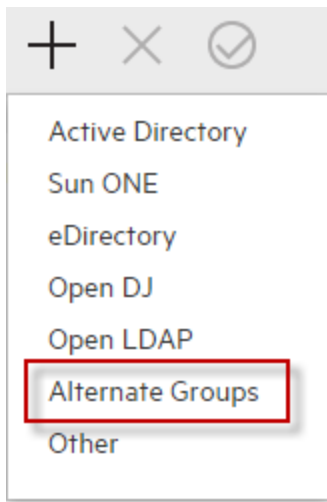 Active Directory
Sun ONE
eDirectory
Open DJ
Open LDAP
Alternate Groups
Other